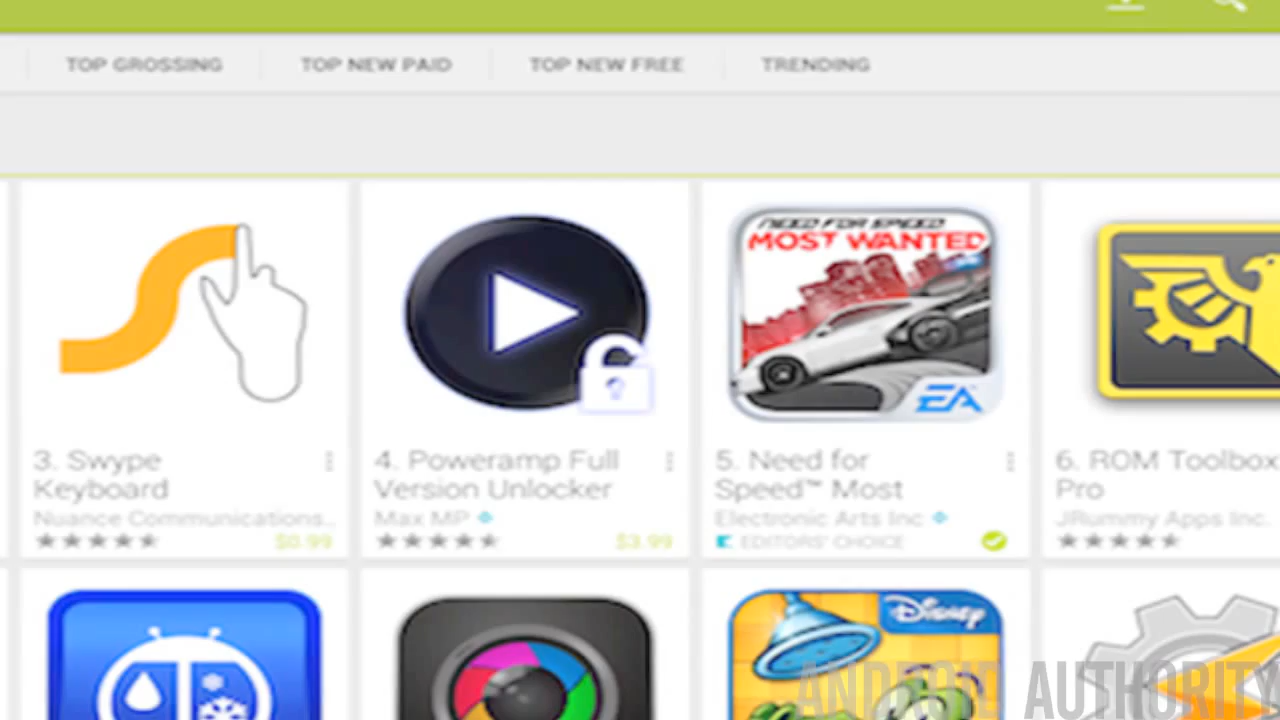 TOP GROSSING
TOP NEW PAID
TOP NEW FREE
TRENDING
NEED FOR SPEED
MOST WANTED
EA
3. Swype
Keyboard
Nuance Communications..
$0.99
4. Poweramp Full
Version Unlocker
Max MP
$3.99
?
5. Need for
Speed™ Most
Electronic Arts Inc
EDITORS' CHOICE
6. ROM Toolbox
Pro
JRummy Apps Inc.
Disney
ANDROID AUTHORITY